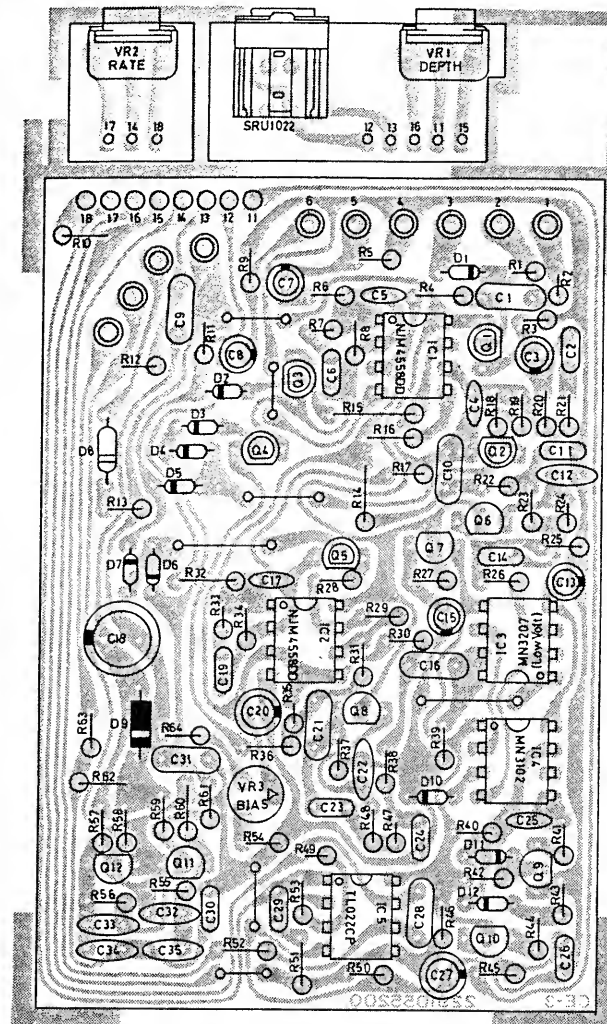 VR2
RATE
VR1
DEPTH
SRU1022
17 14 18
12 13 16 11 15
18 17 16 15 14 13 12 11
6 5 4 3 2 1
R10
R5
D1
R1
R9
C7
R6
C5
R4
C1
R2
C9
R11
R7
R8
IC1
NJM4558DD
Q1
R3
C3
C2
C8
R12
D2
Q3
C6
C4
D3
R15
R18
R19
R20
R21
D8
D4
Q4
R16
Q2
C11
D5
R17
C10
C12
R22
R13
R14
Q6
R23
R24
Q5
Q7
C14
R25
D7
D6
R32
C17
R28
R27
R26
C13
C18
R33
R34
IC2
NJM4558DD
R29
C15
IC3
MN3207
(Low Volt)
R30
C19
R31
C16
C20
R35
C21
Q8
D9
R63
R64
R36
R37
C22
R38
R39
IC4
MN3102
C31
R62
VR3
BIAS
D10
R57
R58
R59
R60
R61
C23
R48
R47
C24
C25
R54
R40
R41
D11
Q12
Q11
R49
R42
Q9
R56
R55
D12
C33
C32
C30
C29
R53
IC5
TL022CP
C28
R46
R43
Q10
R44
C34
C35
R52
R51
R50
C27
R45
C26
CE-3 2291055200